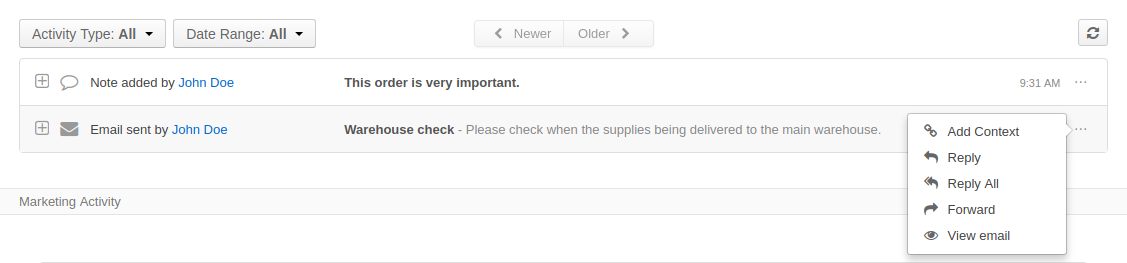 Activity Type: All Date Range: All Newer Older
Note added by John Doe This order is very important. 9:31 AM ...
Email sent by John Doe Warehouse check - Please check when the supplies being delivered to the main warehouse. ...
Add Context
Reply
Reply All
Forward
View email
Marketing Activity